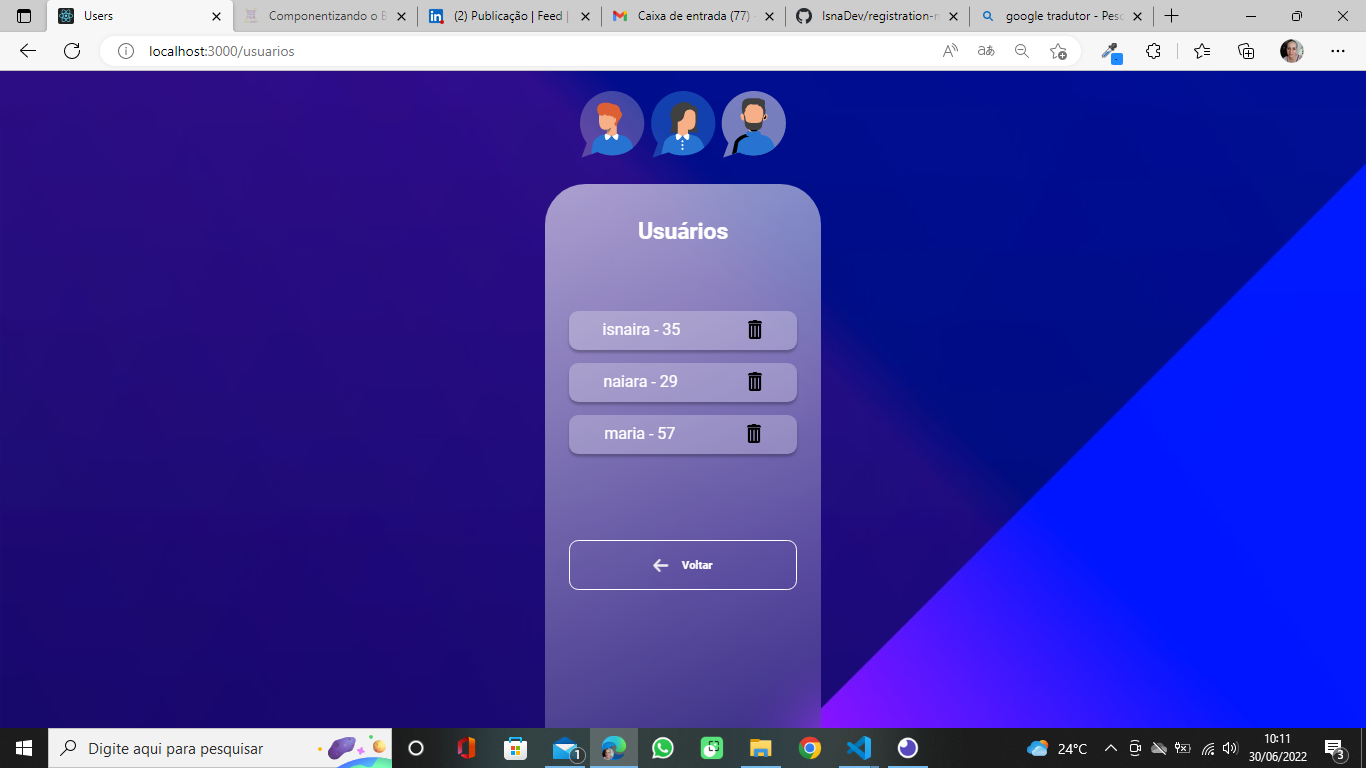 Users
Componentizando o B
(2) Publicação | Feed |
Caixa de entrada (77)
IsnaDev/registration-n
google tradutor - Pesq
localhost:3000/usuarios
Usuários
isnaira - 35
naiara - 29
maria - 57
Voltar
Digite aqui para pesquisar
1
24°C
10:11
30/06/2022
3